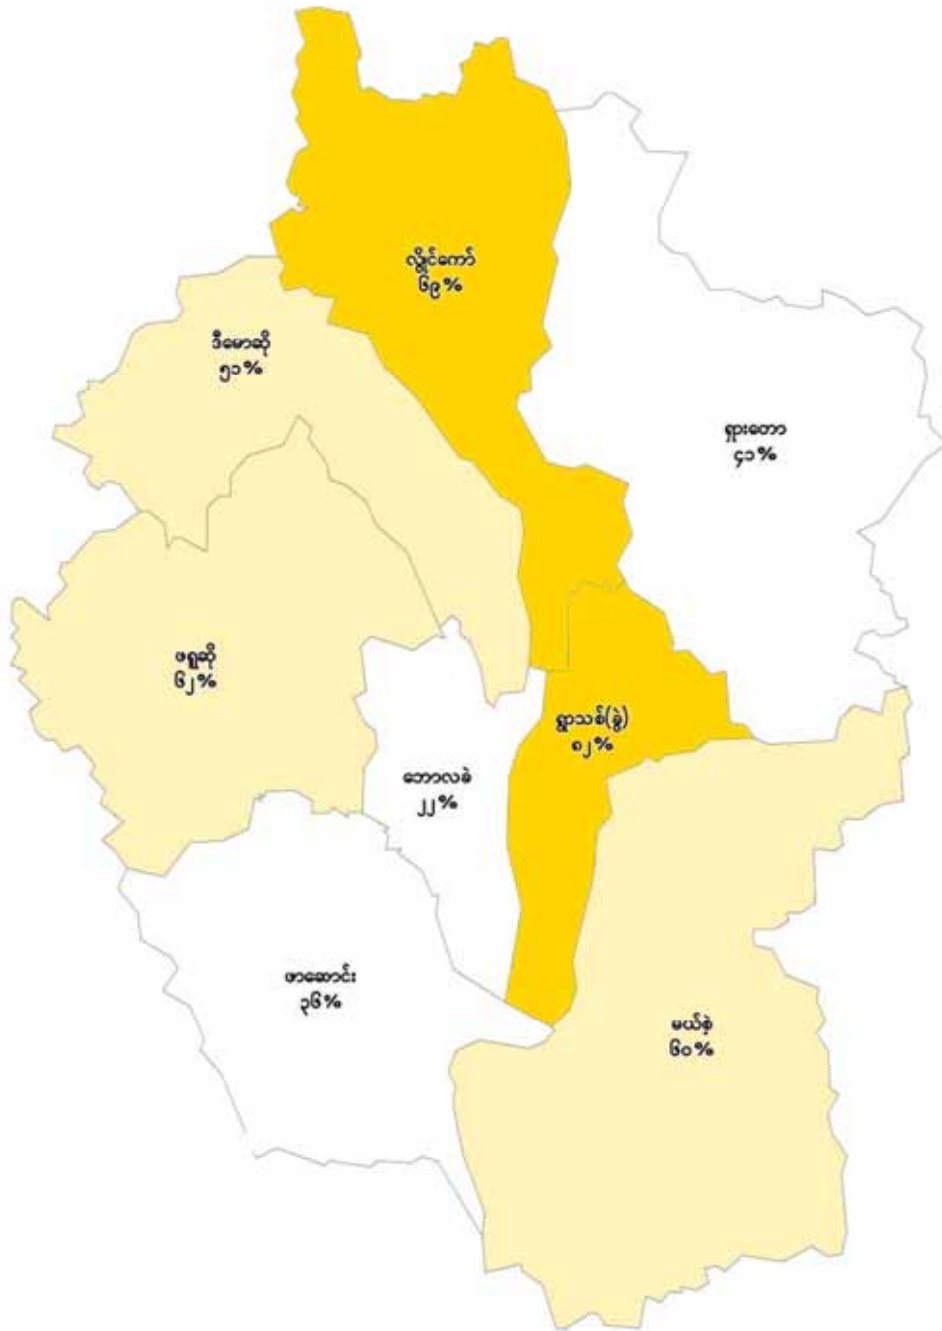 လွိုင်ကော်
၆၉%
ဒီမောဆို
၅၁%
ရှားတော
၄၁%
ဖရူဆို
၆၂%
ရွာသစ်(ခွဲ)
၈၂%
ဘောလခဲ
၂၂%
ဖားဆောင်း
၃၆%
မယ်စဲ့
၆၀%